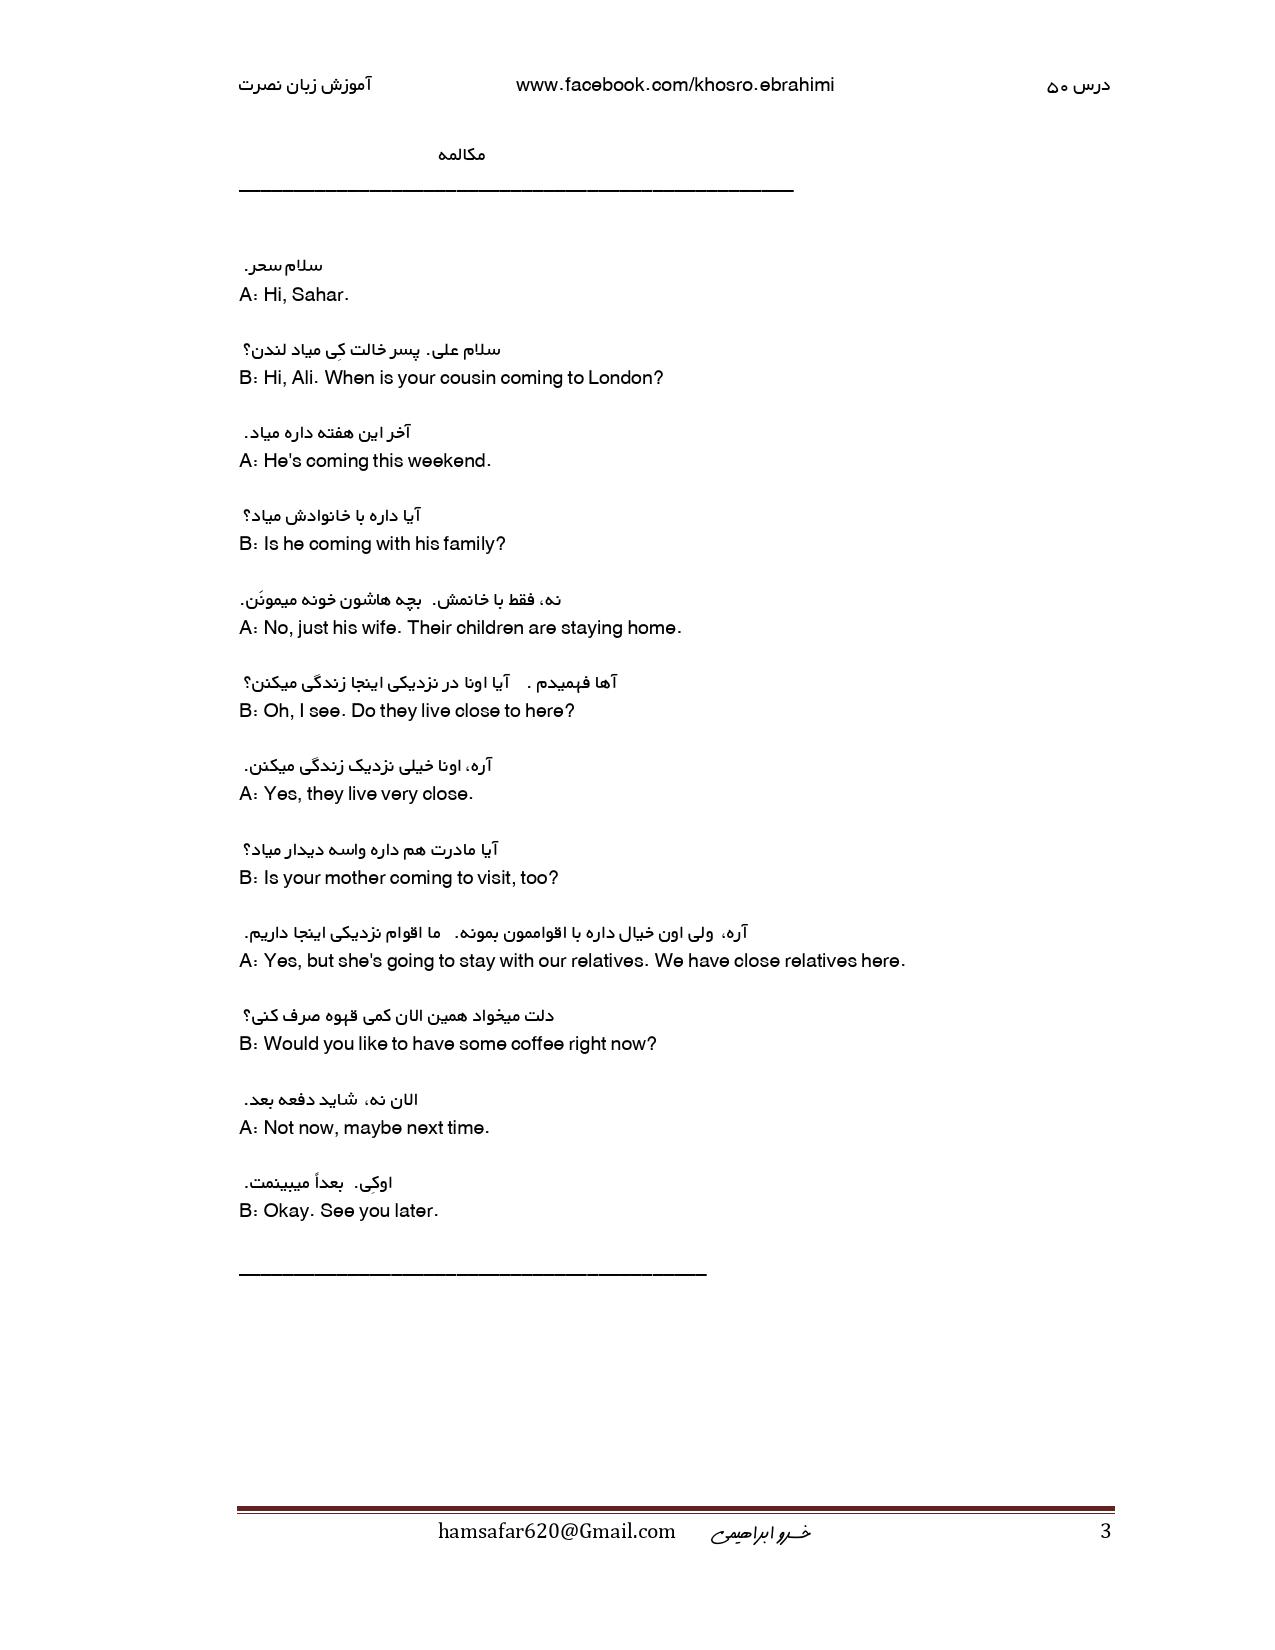 درس ۵۰ www.facebook.com/khosro.ebrahimi آموزش زبان نصرت
مکالمه
سلام سحر.
A: Hi, Sahar.
سلام علی. پسر خالت کِی میاد لندن؟
B: Hi, Ali. When is your cousin coming to London?
آخر این هفته داره میاد.
A: He's coming this weekend.
آیا داره با خانوادش میاد؟
B: Is he coming with his family?
نه، فقط با خانمش. بچه هاشون خونه میمونَن.
A: No, just his wife. Their children are staying home.
آها فهمیدم . آیا اونا در نزدیکی اینجا زندگی میکنن؟
B: Oh, I see. Do they live close to here?
آره، اونا خیلی نزدیک زندگی میکنن.
A: Yes, they live very close.
آیا مادرت هم داره واسه دیدار میاد؟
B: Is your mother coming to visit, too?
آره، ولی اون خیال داره با اقواممون بمونه. ما اقوام نزدیکی اینجا داریم.
A: Yes, but she's going to stay with our relatives. We have close relatives here.
دلت میخواد همین الان کمی قهوه صرف کنی؟
B: Would you like to have some coffee right now?
الان نه، شاید دفعه بعد.
A: Not now, maybe next time.
اوکِی. بعداً میبینمت.
B: Okay. See you later.
hamsafar620@Gmail.com خسرو ابراهیمی 3